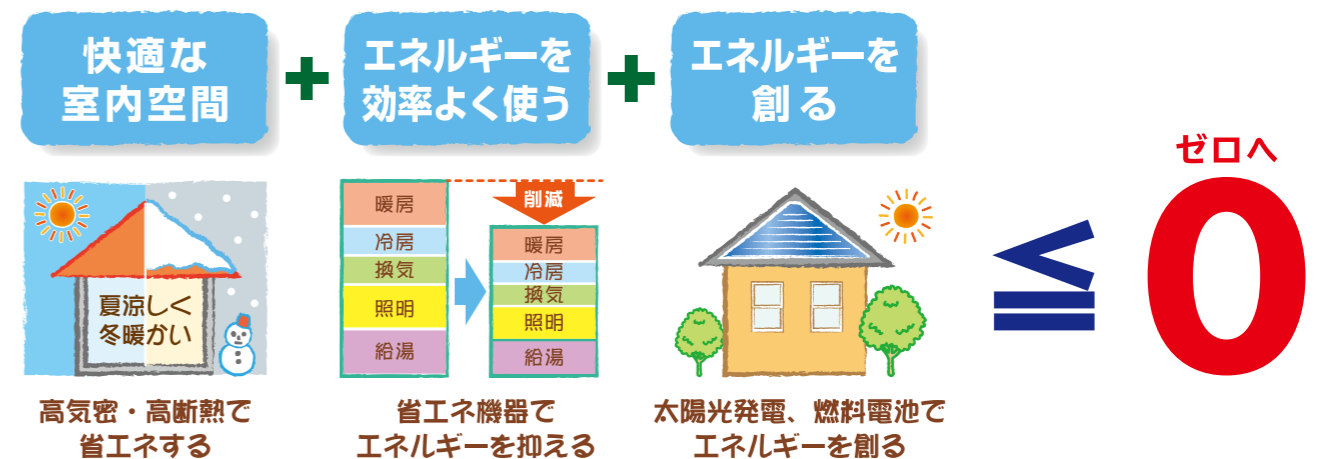 快適な
室内空間
+
エネルギーを
効率よく使う
+
エネルギーを
創る
夏涼しく
冬暖かい
高気密・高断熱で
省エネする
暖房
冷房
換気
照明
給湯
削減
暖房
冷房
換気
照明
給湯
省エネ機器で
エネルギーを抑える
太陽光発電、燃料電池で
エネルギーを創る
≦
ゼロへ
0